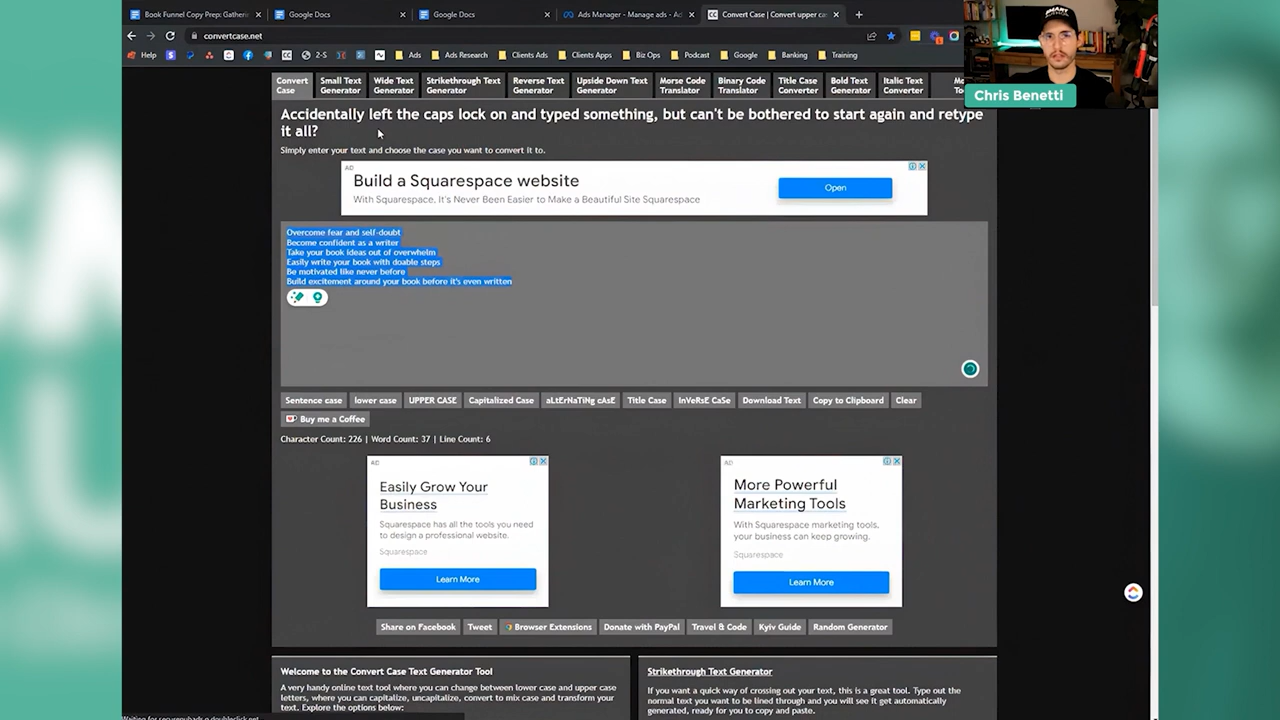 Book Funnel Copy Prep: Gatheri
Google Docs
Google Docs
Ads Manager - Manage ads - Ad
Convert Case | Convert upper ca
convertcase.net
Help
2-3
Ads
Ads Research
Clients Ads
Clients Apps
Biz Ops
Podcast
Google
Banking
Training
Chris Benetti
Convert
Case
Small Text
Generator
Wide Text
Generator
Strikethrough Text
Generator
Reverse Text
Generator
Upside Down Text
Generator
Morse Code
Translator
Binary Code
Translator
Title Case
Converter
Bold Text
Generator
Italic Text
Converter
Accidentally left the caps lock on and typed something, but can't be bothered to start again and retype
it all?
Simply enter your text and choose the case you want to convert it to.
AD
Build a Squarespace website
With Squarespace, It's Never Been Easier to Make a Beautiful Site Squarespace
Open
Overcome fear and self-doubt
Become confident as a writer
Take your book ideas out of overwhelm
Easily write your book with doable steps
Be motivated like never before
Build excitement around your book before it's even written
Sentence case
lower case
UPPER CASE
Capitalized Case
aLtErNaTiNg cAsE
Title Case
InVeRsE CaSe
Download Text
Copy to Clipboard
Clear
Buy me a Coffee
Character Count: 226 | Word Count: 37 | Line Count: 6
AD
Easily Grow Your
Business
Squarespace has all the tools you need
to design a professional website.
Squarespace
Learn More
AD
More Powerful
Marketing Tools
With Squarespace marketing tools,
your business can keep growing.
Squarespace
Learn More
Share on Facebook
Tweet
Browser Extensions
Donate with PayPal
Travel & Code
Kyiv Guide
Random Generator
Welcome to the Convert Case Text Generator Tool
A very handy online text tool where you can change between lower case and upper case
letters, where you can capitalize, uncapitalize, convert to mix case and transform your
text. Explore the options below:
Strikethrough Text Generator
If you want a quick way of crossing out your text, this is a great tool. Type out the
normal text you want to be lined through and you will see it get automatically
generated, ready for you to copy and paste.